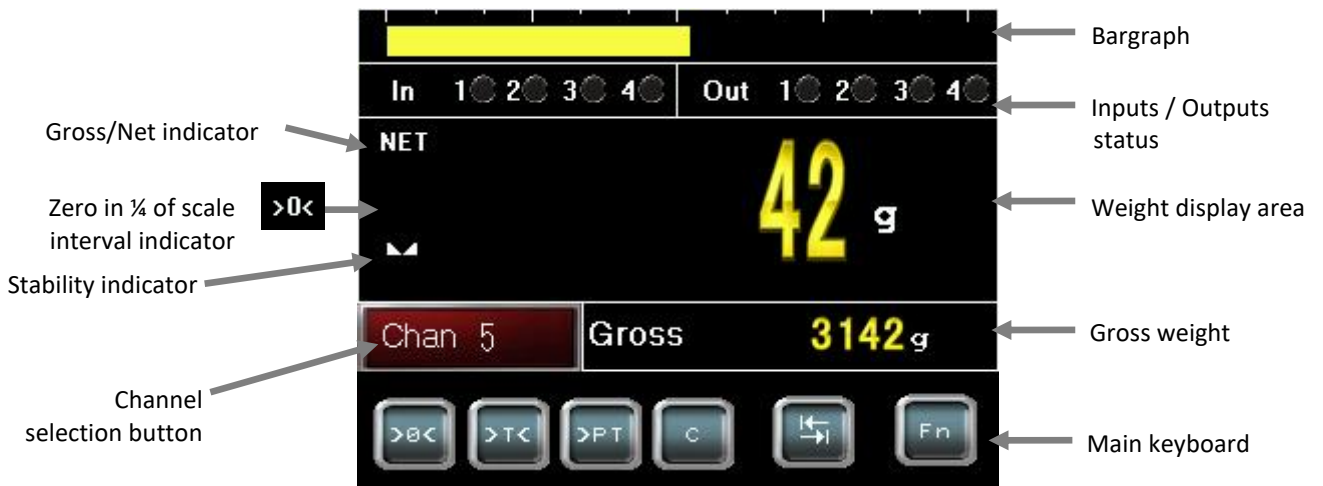 Bargraph
In 1 2 3 4 Out 1 2 3 4
Inputs / Outputs
status
Gross/Net indicator
NET
42 g
Weight display area
Zero in ¼ of scale
interval indicator
>0<
Stability indicator
Chan 5
Gross 3142 g
Gross weight
Channel
selection button
>0< >T< >PT C Fn
Main keyboard